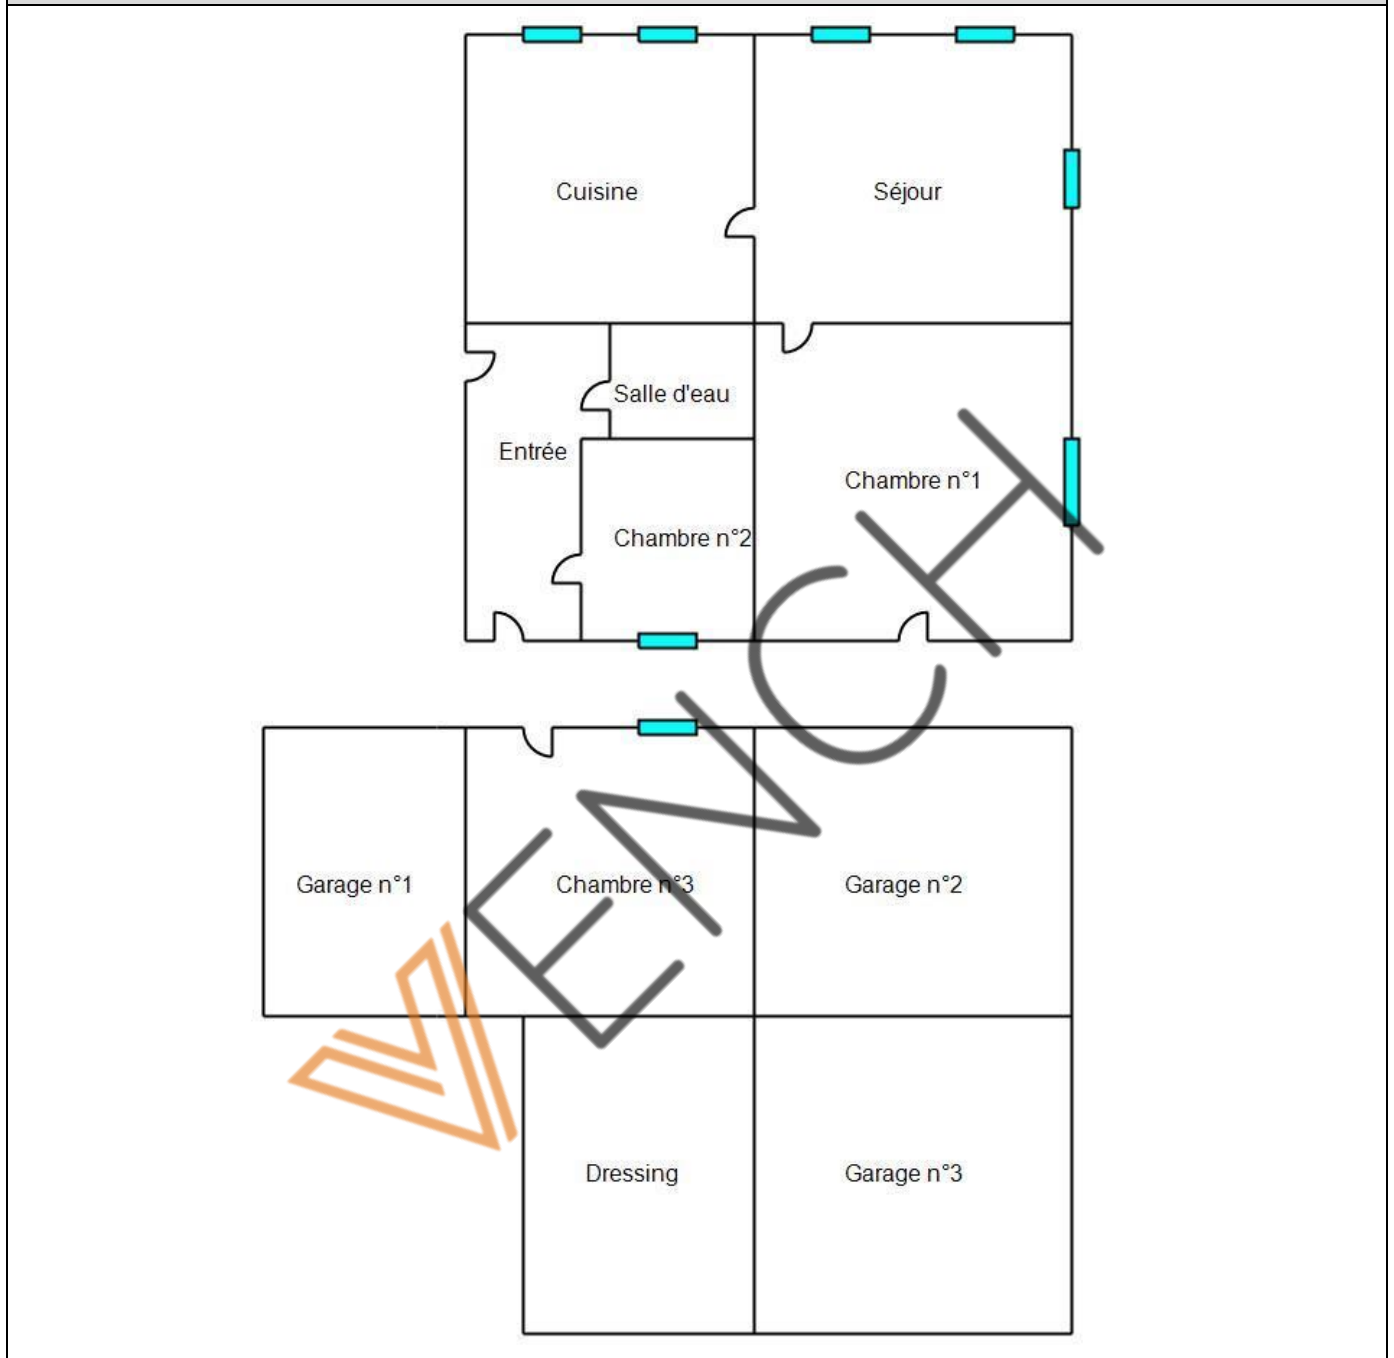 Cuisine
Séjour
Salle d'eau
Entrée
Chambre n°1
Chambre n°2
Garage n°1
Chambre n°3
Garage n°2
Dressing
Garage n°3
VENCH